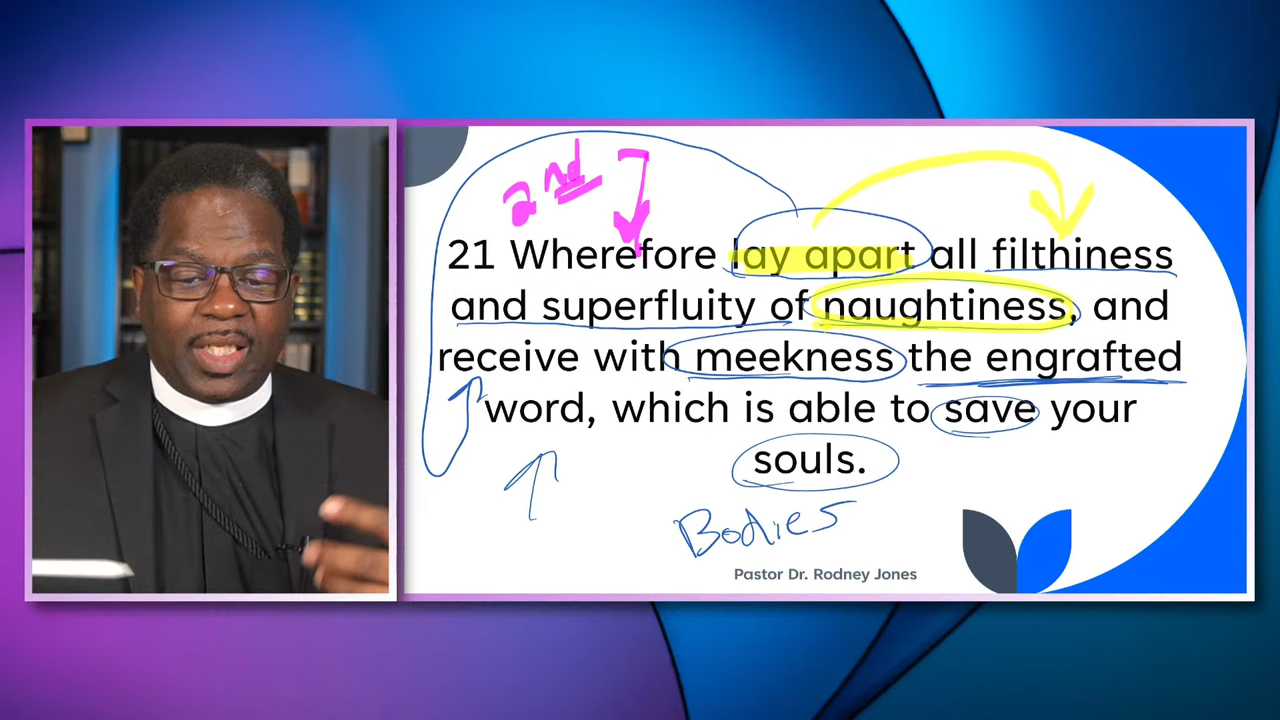 2nd
21 Wherefore lay apart all filthiness
and superfluity of naughtiness, and
receive with meekness the engrafted
word, which is able to save your
souls.
Bodies
Pastor Dr. Rodney Jones